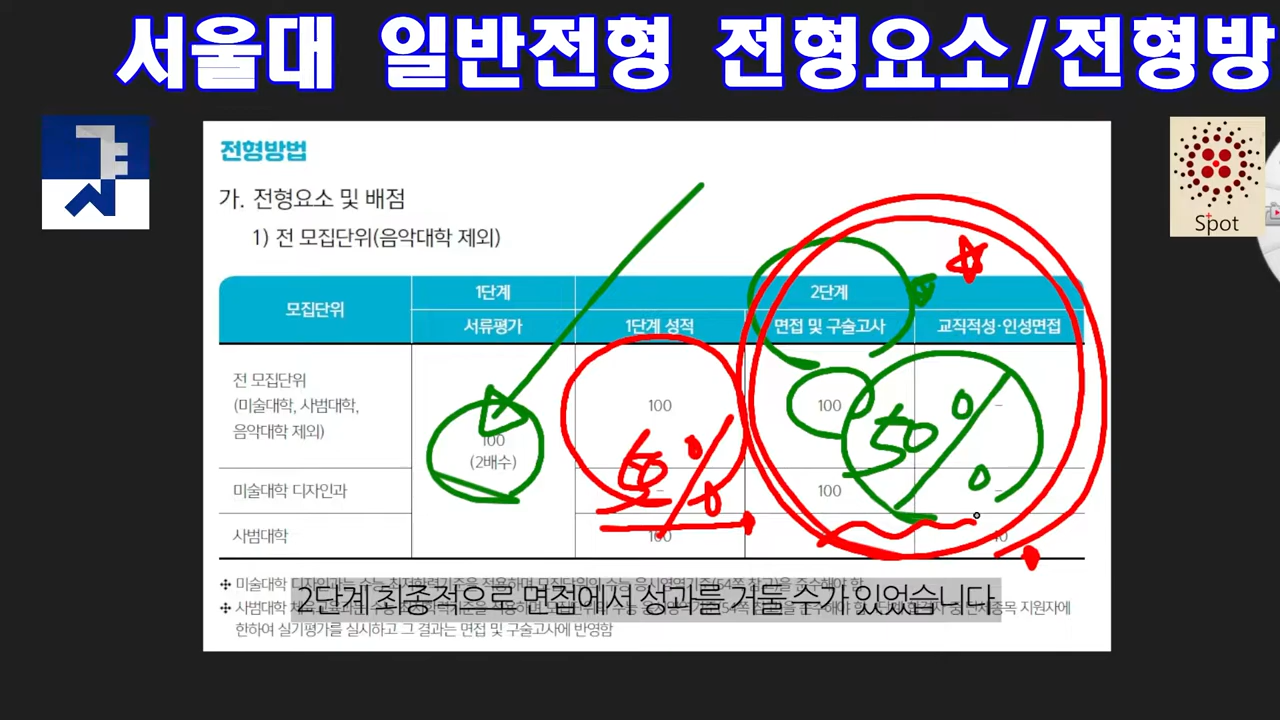 서울대 일반전형 전형요소/전형방
Spot
전형방법
가. 전형요소 및 배점
1) 전 모집단위(음악대학 제외)
모집단위 1단계 2단계
서류평가 1단계 성적 면접 및 구술고사 교직적성·인성면접
전 모집단위
(미술대학, 사범대학,
음악대학 제외)
100
(2배수)
100 100 -
50% 50%
미술대학 디자인과 - 100
사범대학 100
미술대학
2단계 최종적으로 면접에서 성과를 거둘 수가 있었습니다.
사범대학
한하여 실기평가를 실시하고 그 결과는 면접 및 구술고사에 반영함